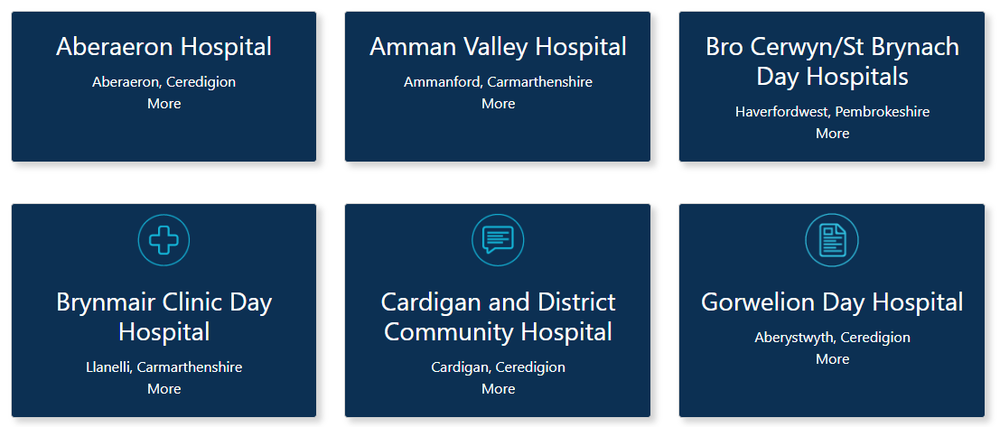 Aberaeron Hospital
Aberaeron, Ceredigion
More
Amman Valley Hospital
Ammanford, Carmarthenshire
More
Bro Cerwyn/St Brynach
Day Hospitals
Haverfordwest, Pembrokeshire
More
Brynmair Clinic Day
Hospital
Llanelli, Carmarthenshire
More
Cardigan and District
Community Hospital
Cardigan, Ceredigion
More
Gorwelion Day Hospital
Aberystwyth, Ceredigion
More